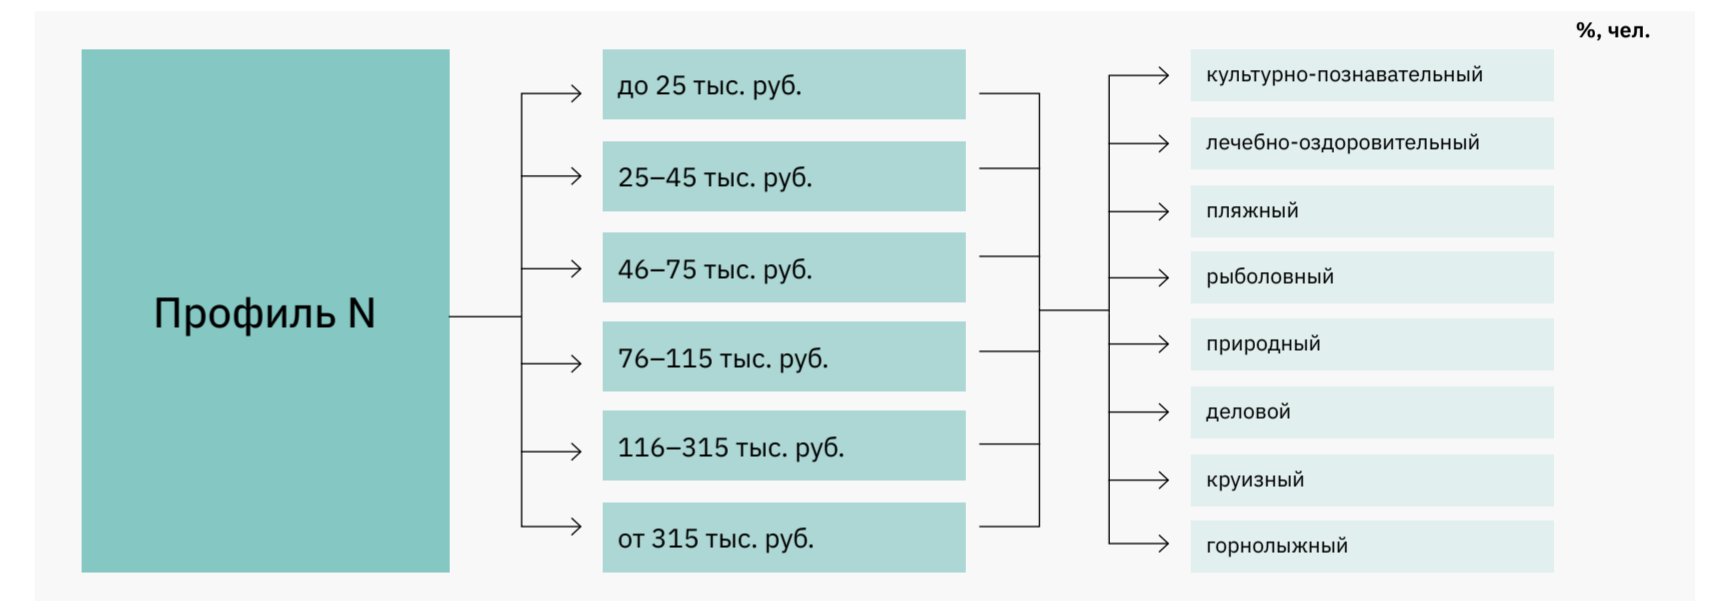 %, чел.
Профиль N
до 25 тыс. руб.
25–45 тыс. руб.
46–75 тыс. руб.
76–115 тыс. руб.
116–315 тыс. руб.
от 315 тыс. руб.
культурно-познавательный
лечебно-оздоровительный
пляжный
рыболовный
природный
деловой
круизный
горнолыжный